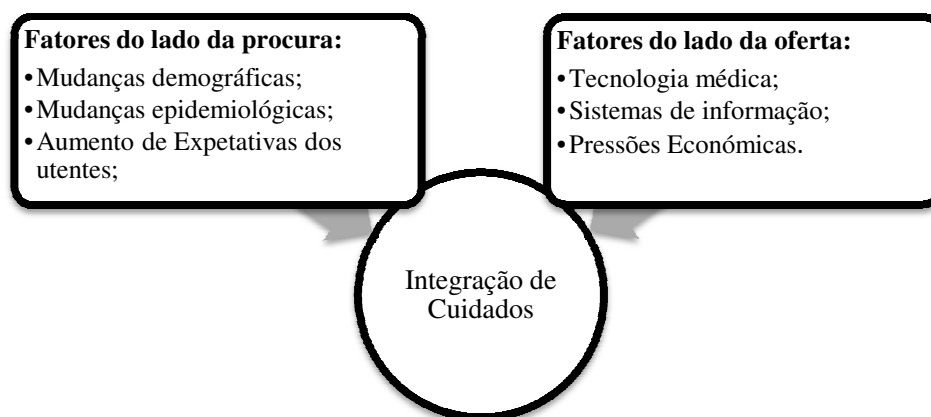 Fatores do lado da procura:
•Mudanças demográficas;
•Mudanças epidemiológicas;
•Aumento de Expetativas dos
utentes;
Fatores do lado da oferta:
•Tecnologia médica;
•Sistemas de informação;
•Pressões Económicas.
Integração de
Cuidados